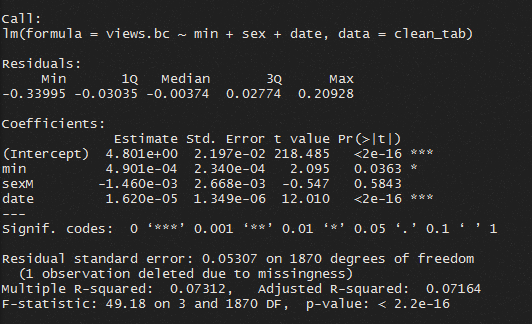 Call:
lm(formula = views.bc ~ min + sex + date, data = clean_tab)
Residuals:
Min 1Q Median 3Q Max
-0.33995 -0.03035 -0.00374 0.02774 0.20928
Coefficients:
Estimate Std. Error t value Pr(>|t|)
(Intercept) 4.801e+00 2.197e-02 218.485 <2e-16 ***
min 4.901e-04 2.340e-04 2.095 0.0363 *
sexM -1.460e-03 2.668e-03 -0.547 0.5843
date 1.620e-05 1.349e-06 12.010 <2e-16 ***
---
Signif. codes: 0 ‘***’ 0.001 ‘**’ 0.01 ‘*’ 0.05 ‘.’ 0.1 ‘ ’ 1
Residual standard error: 0.05307 on 1870 degrees of freedom
(1 observation deleted due to missingness)
Multiple R-squared: 0.07312, Adjusted R-squared: 0.07164
F-statistic: 49.18 on 3 and 1870 DF, p-value: < 2.2e-16